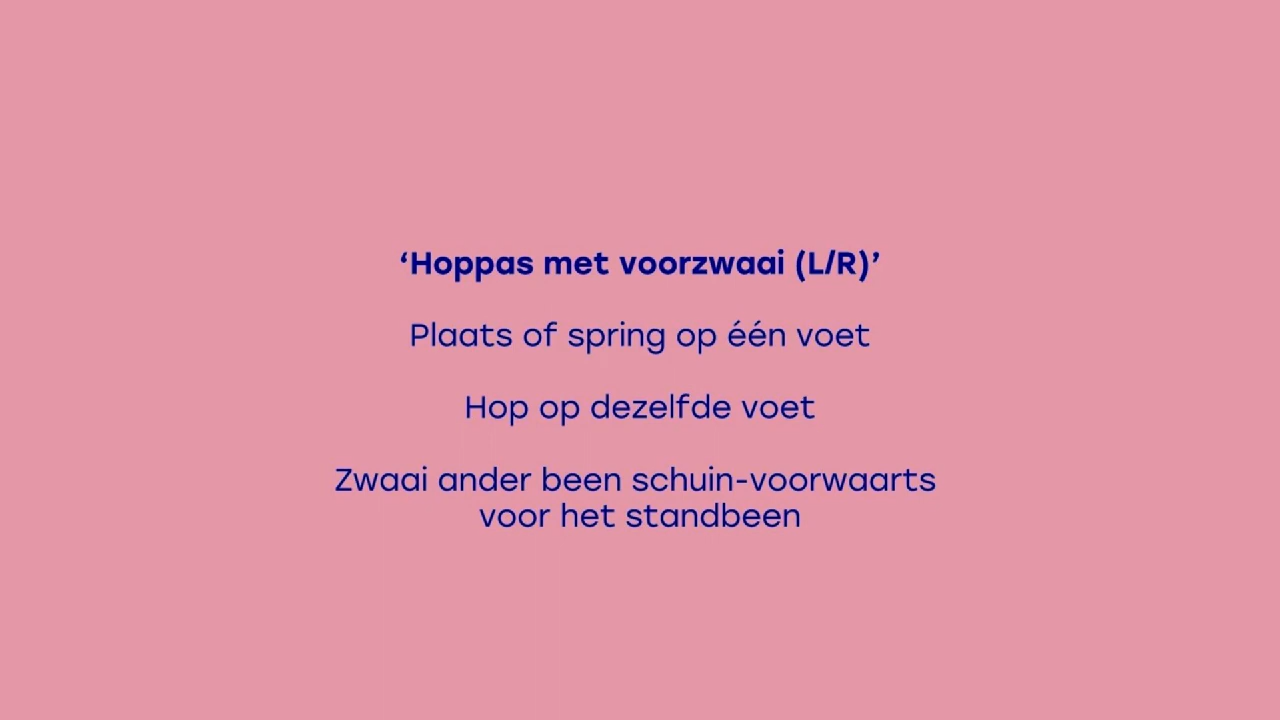 ‘Hoppas met voorzwaai (L/R)’
Plaats of spring op één voet
Hop op dezelfde voet
Zwaai ander been schuin-voorwaarts
voor het standbeen